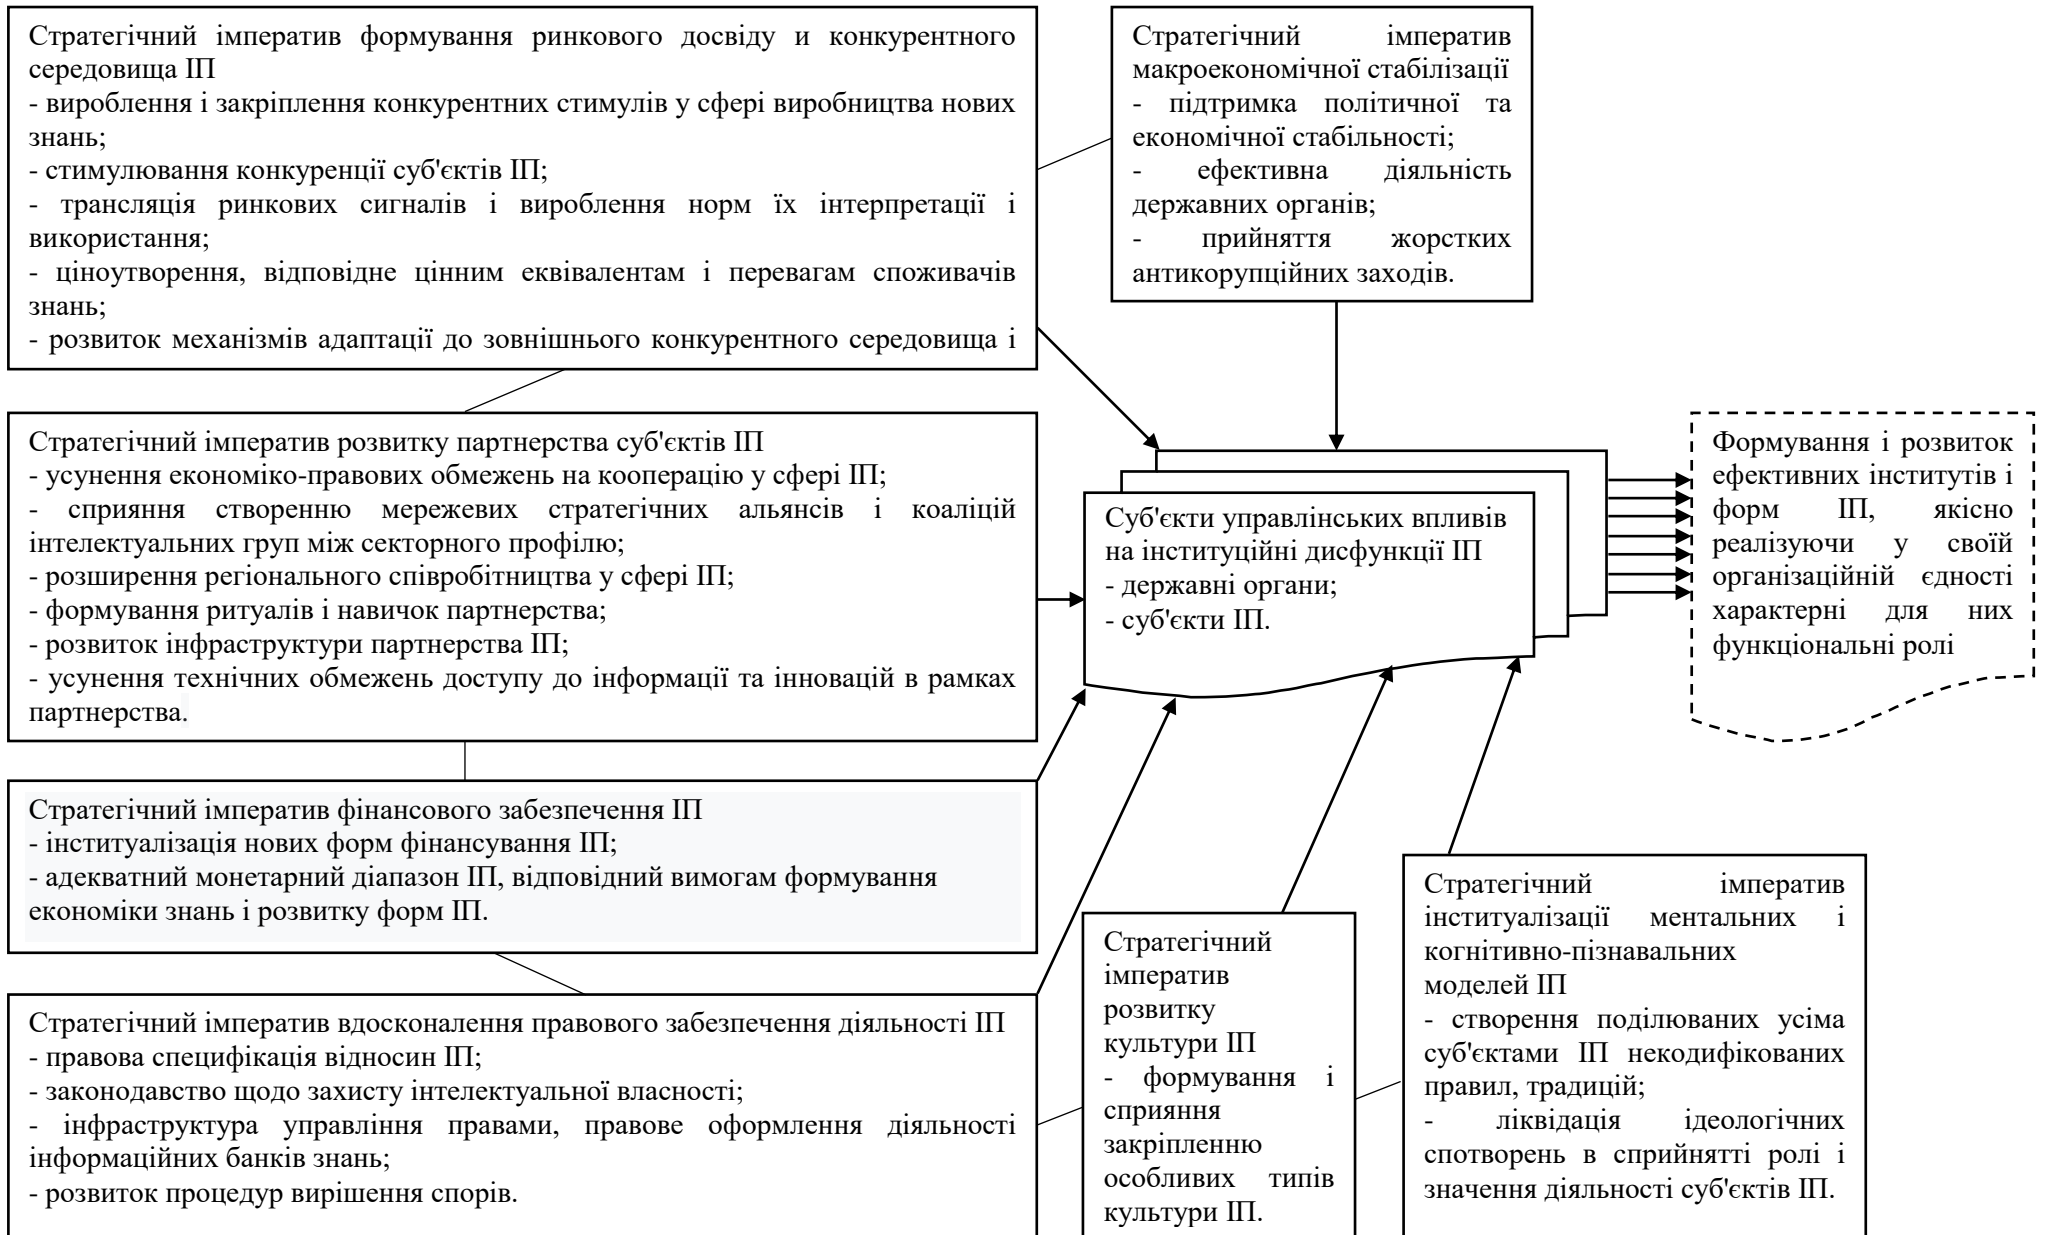 Стратегічний імператив формування ринкового досвіду и конкурентного
середовища ІП
- вироблення і закріплення конкурентних стимулів у сфері виробництва нових
знань;
- стимулювання конкуренції суб'єктів ІП;
- трансляція ринкових сигналів і вироблення норм їх інтерпретації і
використання;
- ціноутворення, відповідне цінним еквівалентам і перевагам споживачів
знань;
- розвиток механізмів адаптації до зовнішнього конкурентного середовища і
Стратегічний імператив
макроекономічної стабілізації
- підтримка політичної та
економічної стабільності;
- ефективна діяльність
державних органів;
- прийняття жорстких
антикорупційних заходів.
Стратегічний імператив розвитку партнерства суб'єктів ІП
- усунення економіко-правових обмежень на кооперацію у сфері ІП;
- сприяння створенню мережевих стратегічних альянсів і коаліцій
інтелектуальних груп між секторного профілю;
- розширення регіонального співробітництва у сфері ІП;
- формування ритуалів і навичок партнерства;
- розвиток інфраструктури партнерства ІП;
- усунення технічних обмежень доступу до інформації та інновацій в рамках
партнерства.
Суб'єкти управлінських впливів
на інституційні дисфункції ІП
- державні органи;
- суб'єкти ІП.
Формування і розвиток
ефективних інститутів і
форм ІП, якісно
реалізуючи у своїй
організаційній єдності
характерні для них
функціональні ролі
Стратегічний імператив фінансового забезпечення ІП
- інституалізація нових форм фінансування ІП;
- адекватний монетарний діапазон ІП, відповідний вимогам формування
економіки знань і розвитку форм ІП.
Стратегічний імператив вдосконалення правового забезпечення діяльності ІП
- правова специфікація відносин ІП;
- законодавство щодо захисту інтелектуальної власності;
- інфраструктура управління правами, правове оформлення діяльності
інформаційних банків знань;
- розвиток процедур вирішення спорів.
Стратегічний
імператив
розвитку
культури ІП
- формування і
сприяння
закріпленню
особливих типів
культури ІП.
Стратегічний імператив
інституалізації ментальних і
когнітивно-пізнавальних
моделей ІП
- створення поділюваних усіма
суб'єктами ІП некодифікованих
правил, традицій;
- ліквідація ідеологічних
спотворень в сприйнятті ролі і
значення діяльності суб'єктів ІП.